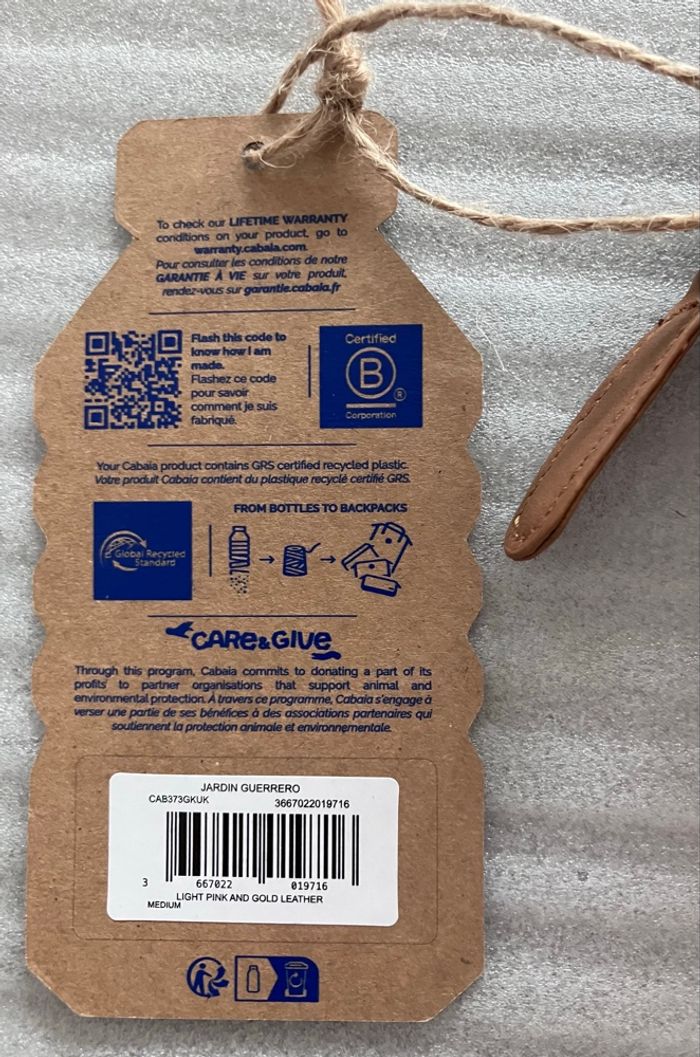 To check our LIFETIME WARRANTY
conditions on your product, go to
warranty.cabaia.com.
Pour consulter les conditions de notre
GARANTIE À VIE sur votre produit,
rendez-vous sur garantie.cabaia.fr
Flash this code to
know how I am
made.
Flashez ce code
pour savoir
comment je suis
fabriqué.
Certified
B
®
Corporation
Your Cabaia product contains GRS certified recycled plastic.
Votre produit Cabaia contient du plastique recyclé certifié GRS.
FROM BOTTLES TO BACKPACKS
Global Recycled
Standard
CARE & GIVE
Through this program, Cabaia commits to donating a part of its
profits to partner organisations that support animal and
environmental protection. À travers ce programme, Cabaia s'engage à
verser une partie de ses bénéfices à des associations partenaires qui
soutiennent la protection animale et environnementale.
JARDIN GUERRERO
CAB373GKUK 3667022019716
3 667022 019716
LIGHT PINK AND GOLD LEATHER
MEDIUM